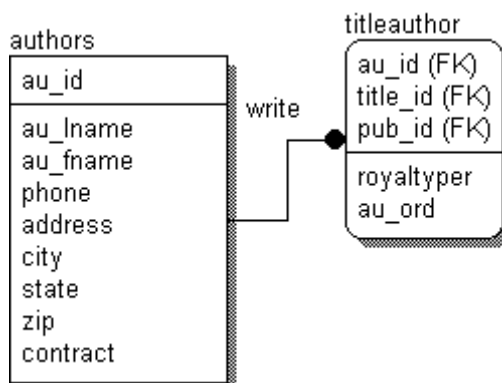 authors
au_id
au_lname
au_fname
phone
address
city
state
zip
contract
write
titleauthor
au_id (FK)
title_id (FK)
pub_id (FK)
royaltyper
au_ord